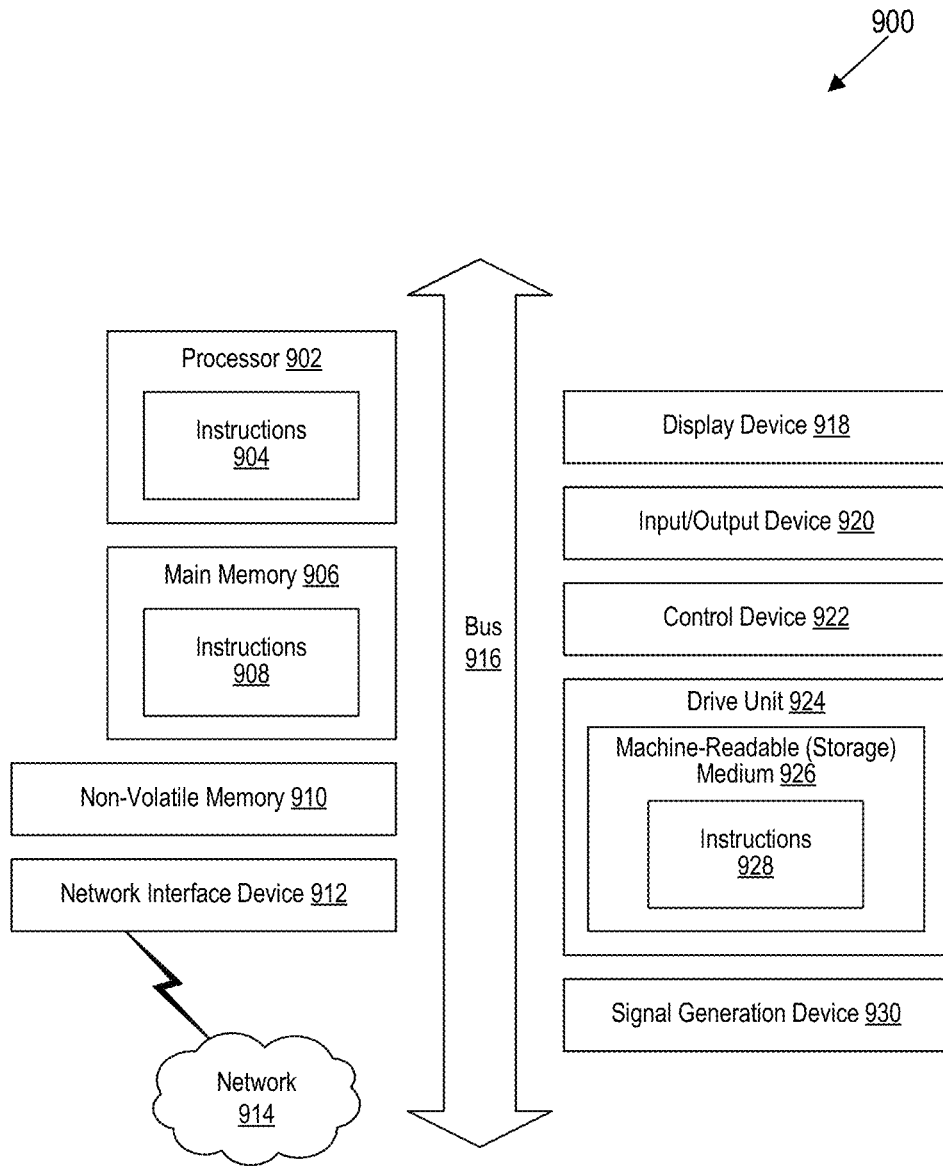 900
Processor 902
Instructions
904
Main Memory 906
Instructions
908
Non-Volatile Memory 910
Network Interface Device 912
Network
914
Bus
916
Display Device 918
Input/Output Device 920
Control Device 922
Drive Unit 924
Machine-Readable (Storage)
Medium 926
Instructions
928
Signal Generation Device 930